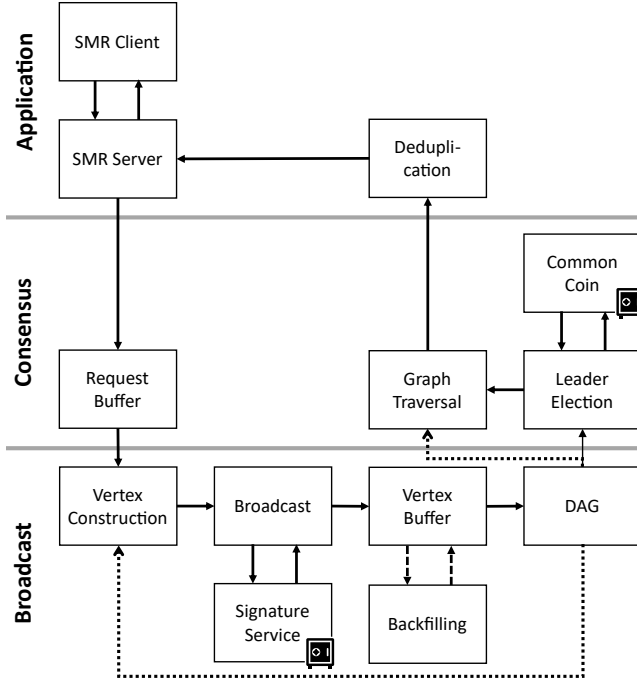 Application
SMR Client
SMR Server
Dedupli-
cation
Consensus
Common
Coin
Request
Buffer
Graph
Traversal
Leader
Election
Broadcast
Vertex
Construction
Broadcast
Vertex
Buffer
DAG
Signature
Service
Backfilling